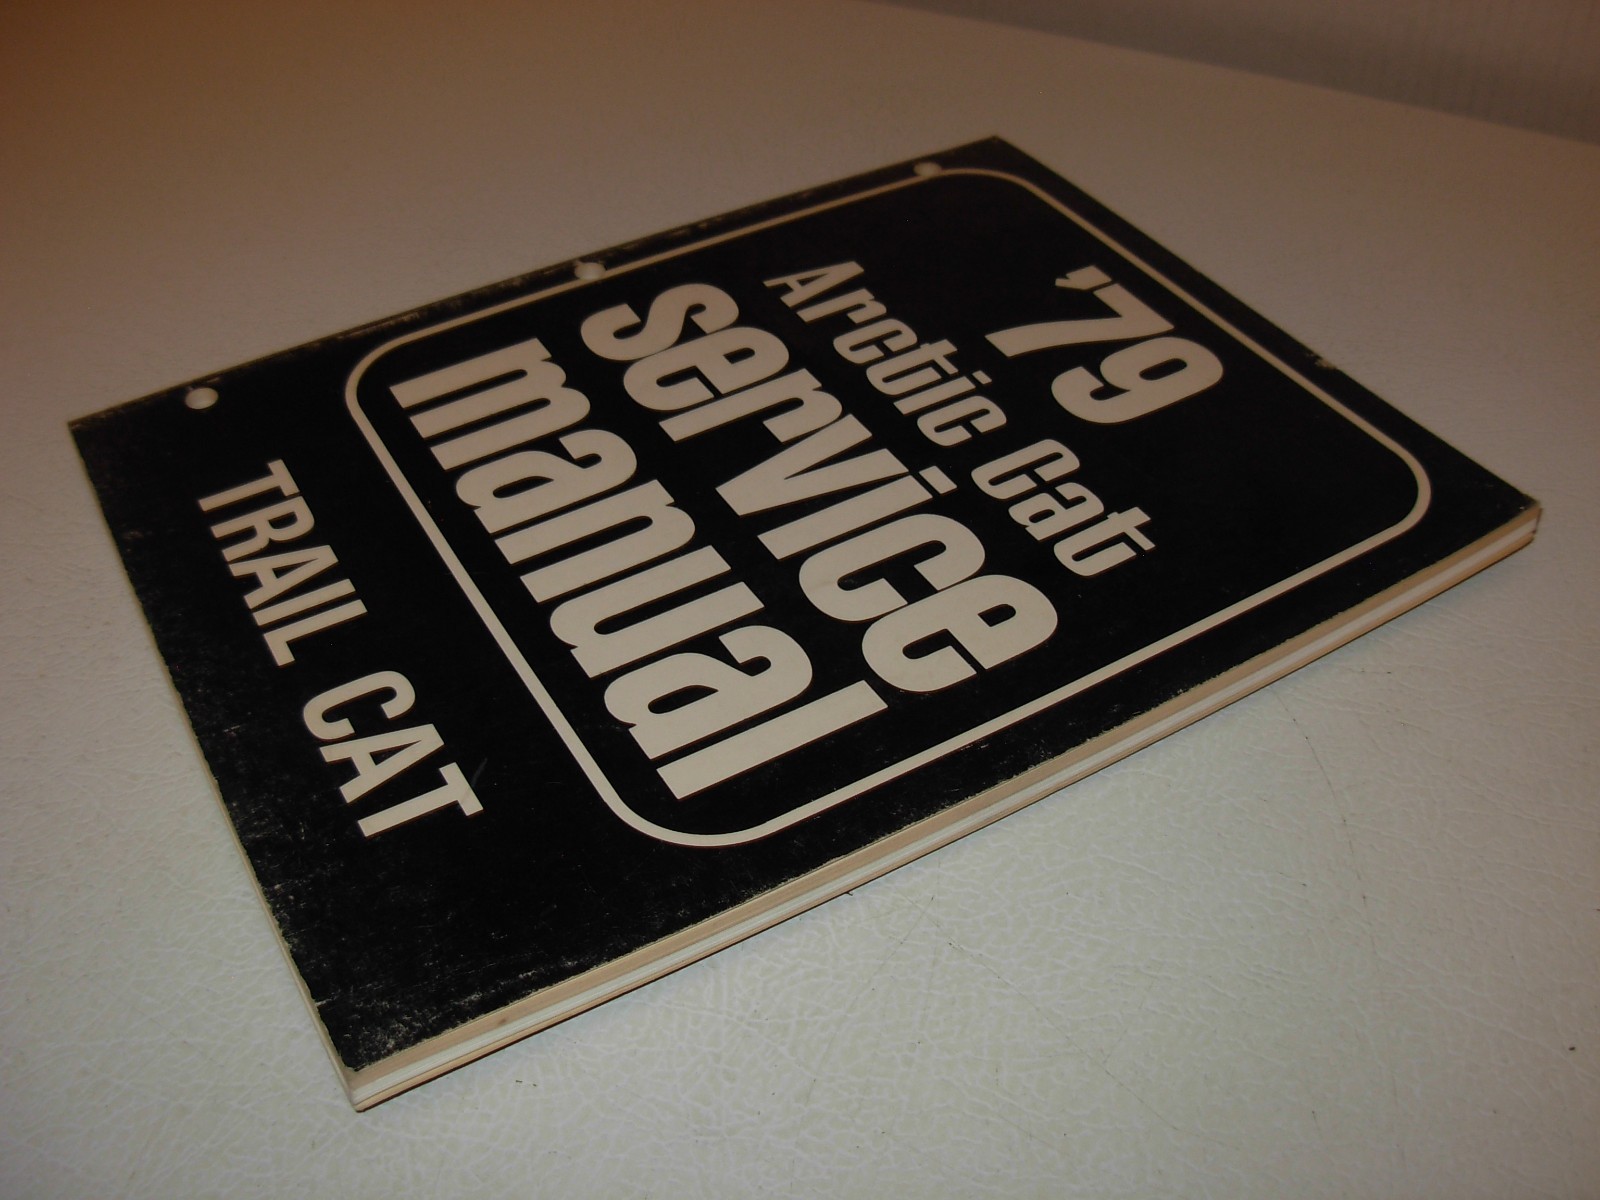 '79
Arctic Cat
service
manual
TRAIL CAT